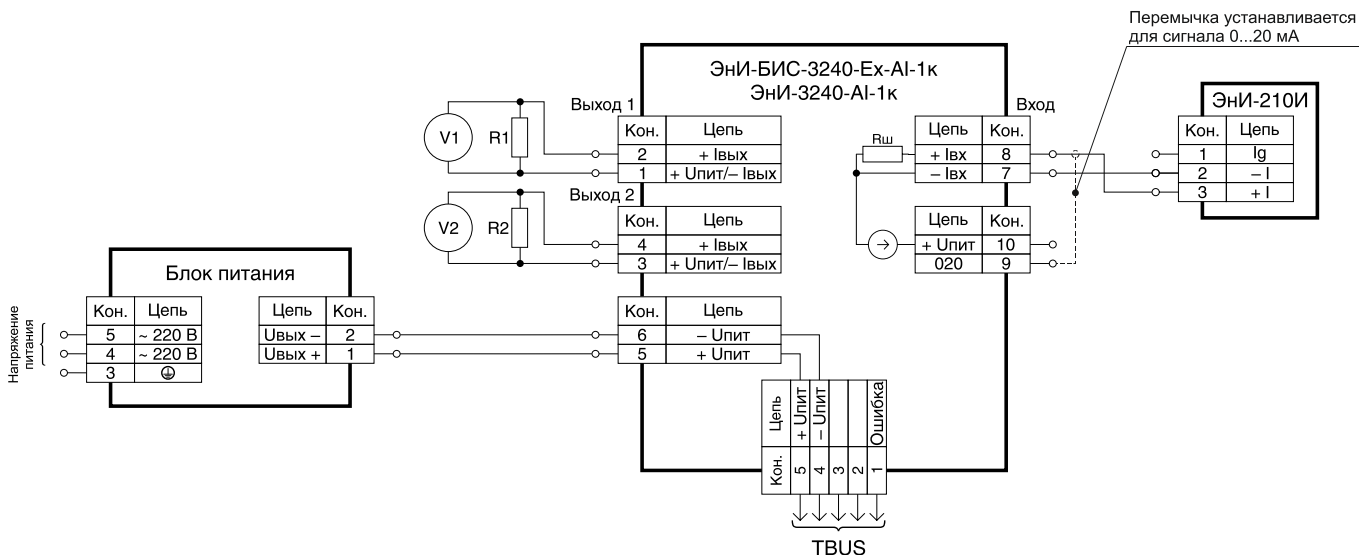 Перемычка устанавливается
для сигнала 0...20 мА
ЭнИ-БИС-3240-Ex-AI-1к
ЭнИ-3240-AI-1к
Выход 1
V1
R1
Кон. Цепь
2 + Iвых
1 + Uпит/– Iвых
Выход 2
V2
R2
Кон. Цепь
4 + Iвых
3 + Uпит/– Iвых
Вход
Rш
Цепь Кон.
+ Iвх 8
– Iвх 7
Цепь Кон.
+ Uпит 10
020 9
ЭнИ-210И
Кон. Цепь
1 Ig
2 – I
3 + I
Блок питания
Напряжение
питания
Кон. Цепь
5 ~ 220 В
4 ~ 220 В
3
Цепь Кон.
Uвых – 2
Uвых + 1
Кон. Цепь
6 – Uпит
5 + Uпит
Цепь + Uпит – Uпит Ошибка
Кон. 5 4 3 2 1
TBUS